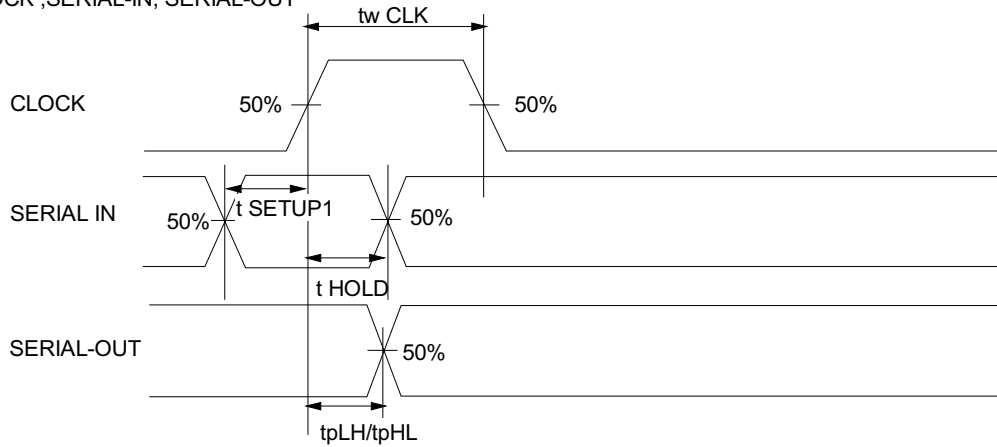 SERIAL-IN, SERIAL-OUT
tw CLK
CLOCK
50%
50%
SERIAL IN
50%
t SETUP1
50%
t HOLD
SERIAL-OUT
50%
tpLH/tpHL